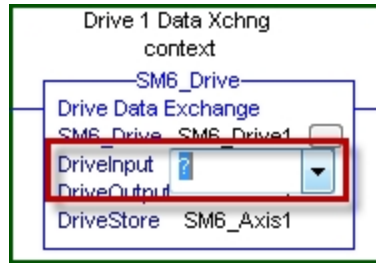 Drive 1 Data Xchng
context
SM6_Drive
Drive Data Exchange
SM6_Drive SM6_Drive1
DriveInput ?
DriveOutput
DriveStore SM6_Axis1